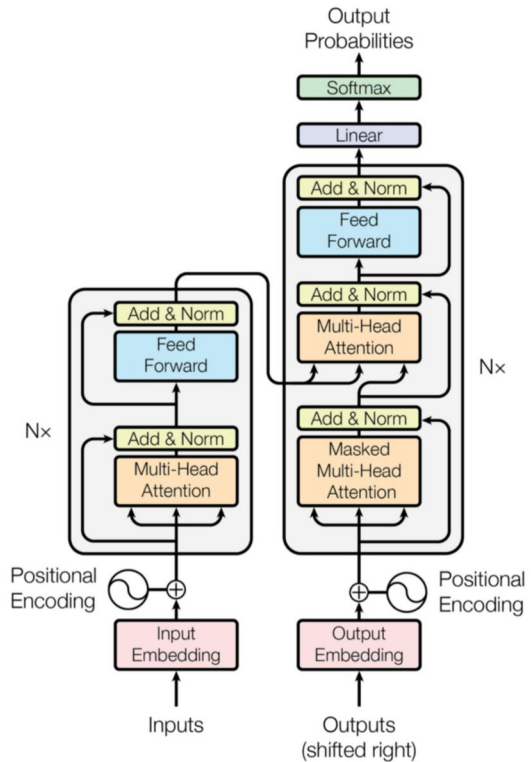 Output
Probabilities
Softmax
Linear
Add & Norm
Feed
Forward
Add & Norm
Multi-Head
Attention
Add & Norm
Masked
Multi-Head
Attention
N×
Add & Norm
Feed
Forward
Add & Norm
Multi-Head
Attention
N×
Positional
Encoding
Positional
Encoding
Input
Embedding
Output
Embedding
Inputs
Outputs
(shifted right)